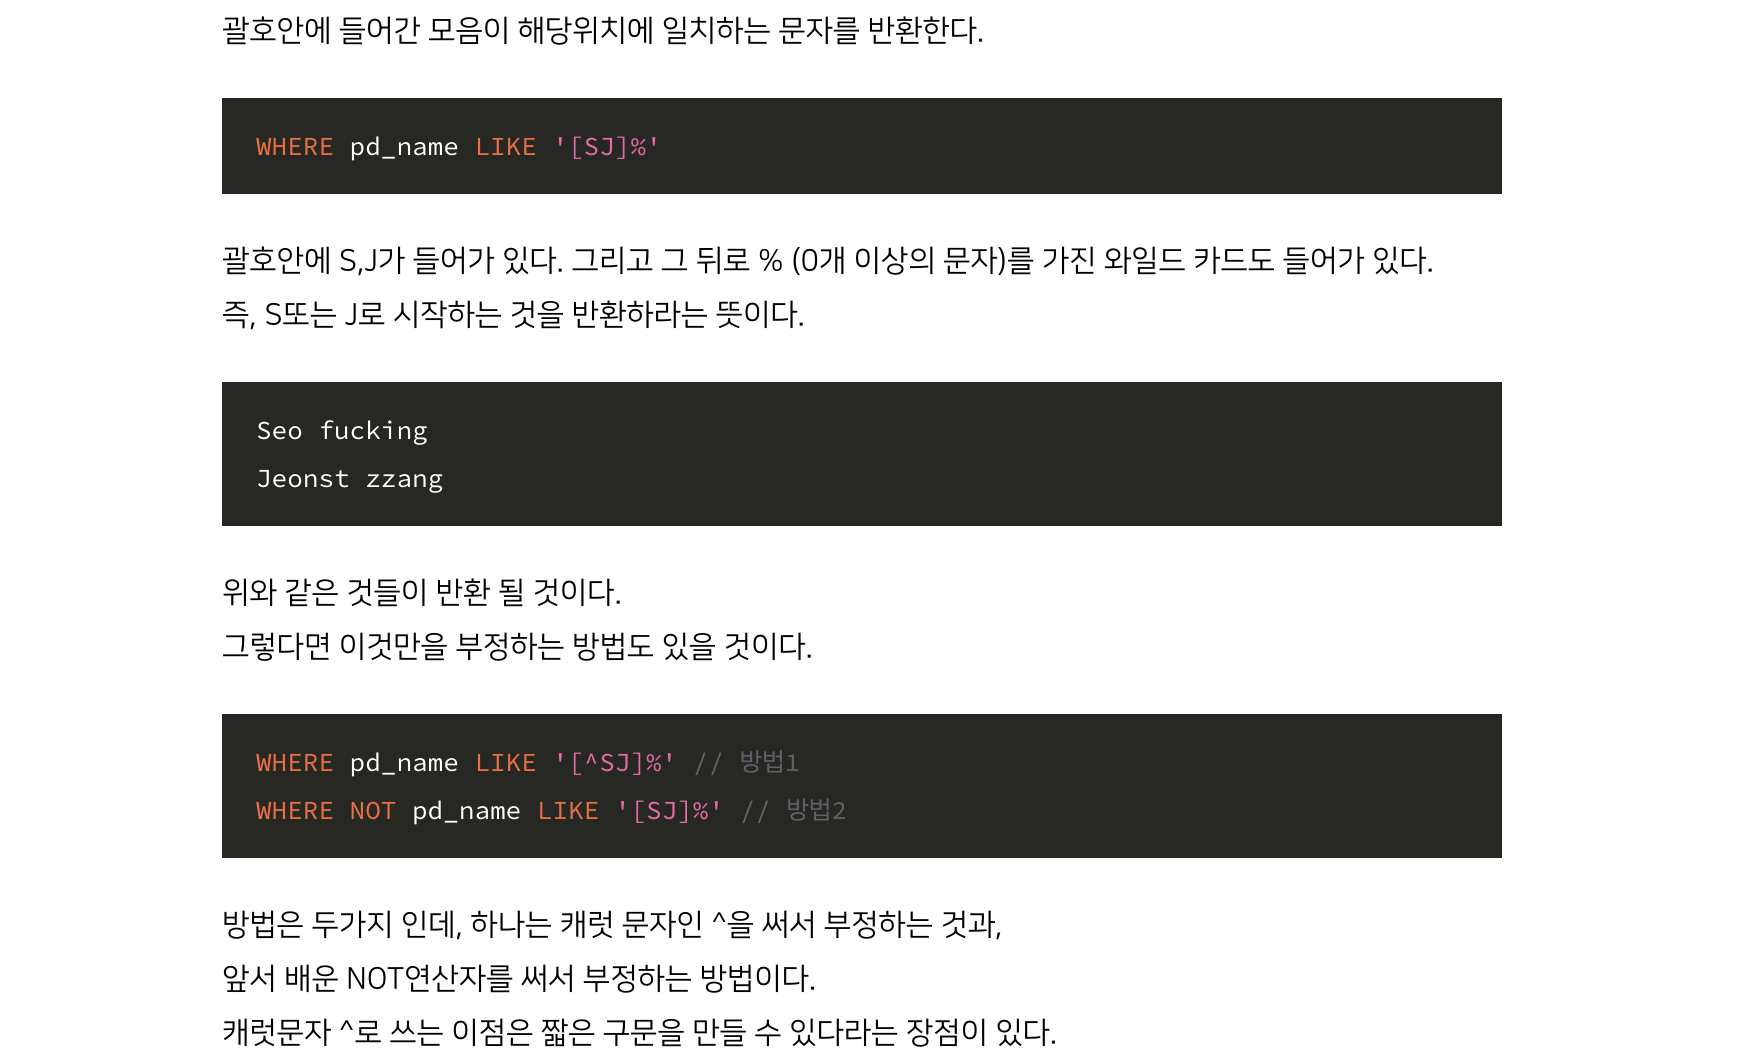 괄호안에 들어간 모음이 해당위치에 일치하는 문자를 반환한다.
WHERE pd_name LIKE '[SJ]%'
괄호안에 S,J가 들어가 있다. 그리고 그 뒤로 % (0개 이상의 문자)를 가진 와일드 카드도 들어가 있다.
즉, S또는 J로 시작하는 것을 반환하라는 뜻이다.
Seo fucking
Jeonst zzang
위와 같은 것들이 반환 될 것이다.
그렇다면 이것만을 부정하는 방법도 있을 것이다.
WHERE pd_name LIKE '[^SJ]%' // 방법1
WHERE NOT pd_name LIKE '[SJ]%' // 방법2
방법은 두가지 인데, 하나는 캐럿 문자인 ^을 써서 부정하는 것과,
앞서 배운 NOT연산자를 써서 부정하는 방법이다.
캐럿문자 ^로 쓰는 이점은 짧은 구문을 만들 수 있다라는 장점이 있다.